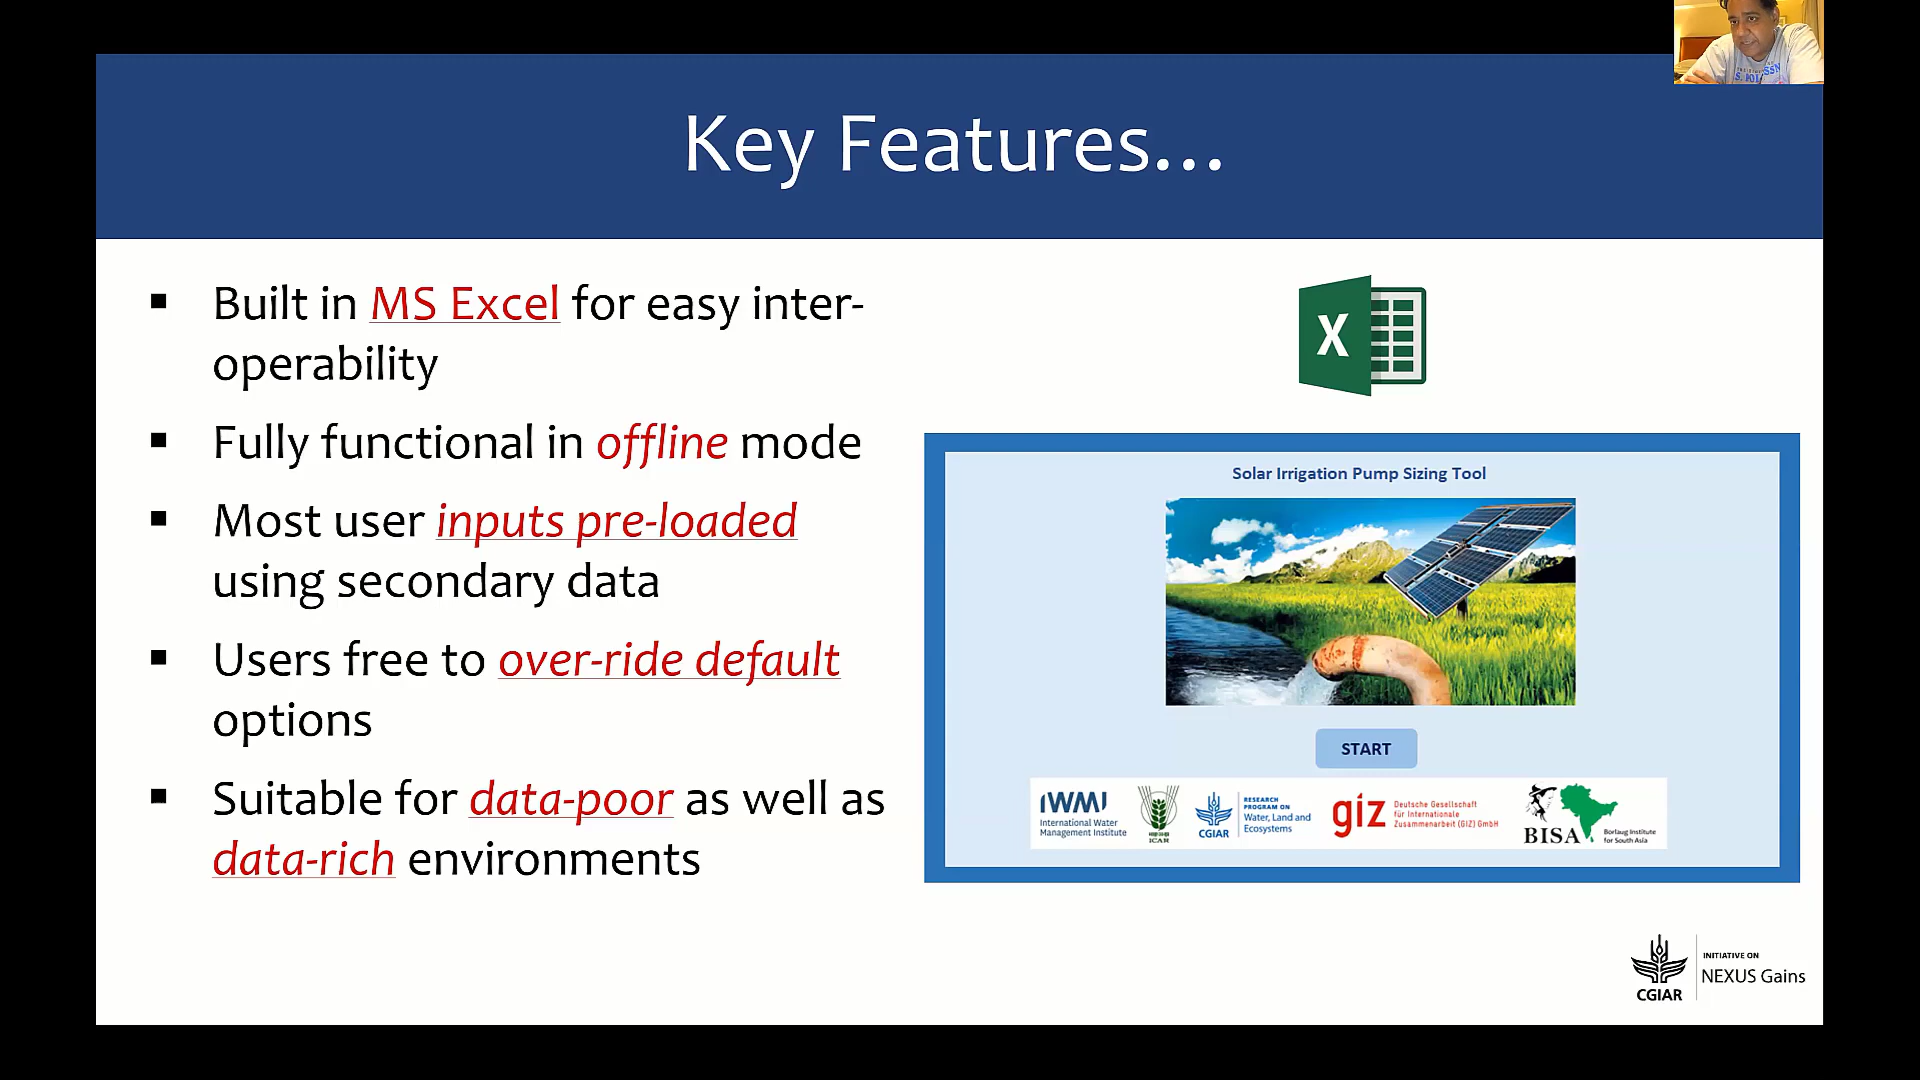 Key Features...
▪ Built in MS Excel for easy inter-
operability
▪ Fully functional in offline mode
▪ Most user inputs pre-loaded
using secondary data
▪ Users free to over-ride default
options
▪ Suitable for data-poor as well as
data-rich environments
X
Solar Irrigation Pump Sizing Tool
START
IWMI
International Water
Management Institute
ICAR
CGIAR
RESEARCH
PROGRAM ON
Water, Land and
Ecosystems
giz
Deutsche Gesellschaft
für Internationale
Zusammenarbeit (GIZ) GmbH
BISA
Borlaug Institute
for South Asia
CGIAR
INITIATIVE ON
NEXUS Gains